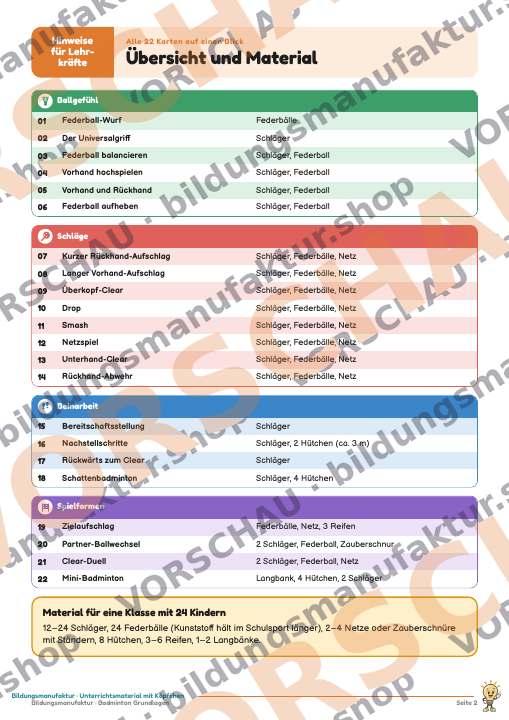 Hinweise
für Lehr-
kräfte
Alle 22 Karten auf einen Blick
Übersicht und Material
Ballgefühl
01 Federball-Wurf Federbälle
02 Der Universalgriff Schläger
03 Federball balancieren Schläger, Federball
04 Vorhand hochspielen Schläger, Federball
05 Vorhand und Rückhand Schläger, Federball
06 Federball aufheben Schläger, Federball
Schläge
07 Kurzer Rückhand-Aufschlag Schläger, Federbälle, Netz
08 Langer Vorhand-Aufschlag Schläger, Federbälle, Netz
09 Überkopf-Clear Schläger, Federbälle, Netz
10 Drop Schläger, Federbälle, Netz
11 Smash Schläger, Federbälle, Netz
12 Netzspiel Schläger, Federbälle, Netz
13 Unterhand-Clear Schläger, Federbälle, Netz
14 Rückhand-Abwehr Schläger, Federbälle, Netz
Beinarbeit
15 Bereitschaftsstellung Schläger
16 Nachstellschritte Schläger, 2 Hütchen (ca. 3 m)
17 Rückwärts zum Clear Schläger
18 Schattenbadminton Schläger, 4 Hütchen
Spielformen
19 Zielaufschlag Federbälle, Netz, 3 Reifen
20 Partner-Ballwechsel 2 Schläger, Federball, Zauberschnur
21 Clear-Duell 2 Schläger, Federball, Netz
22 Mini-Badminton Langbank, 4 Hütchen, 2 Schläger
Material für eine Klasse mit 24 Kindern
12–24 Schläger, 24 Federbälle (Kunststoff hält im Schulsport länger), 2–4 Netze oder Zauberschnüre
mit Ständern, 8 Hütchen, 3–6 Reifen, 1–2 Langbänke.
Bildungsmanufaktur · Unterrichtsmaterial mit Köpfchen
Bildungsmanufaktur · Badminton Grundlagen Seite 2
VORSCHAU · bildungsmanufaktur.shop
VORSCHAU